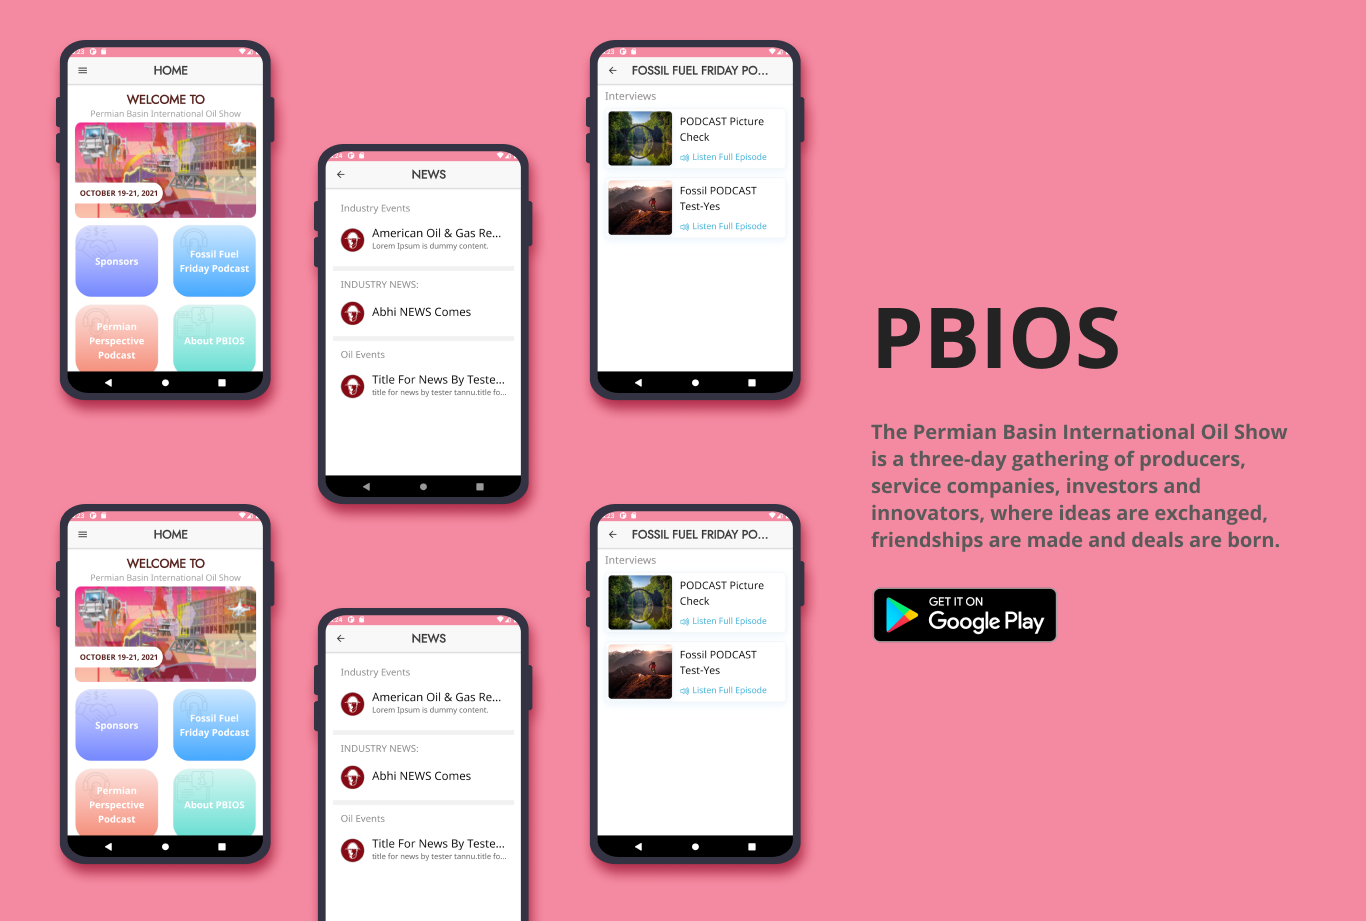 :23
HOME
WELCOME TO
Permian Basin International Oil Show
OCTOBER 19-21, 2021
Sponsors
Fossil Fuel
Friday Podcast
Permian
Perspective
Podcast
About PBIOS
:24
NEWS
Industry Events
American Oil & Gas Re...
Lorem Ipsum is dummy content.
INDUSTRY NEWS:
Abhi NEWS Comes
Oil Events
Title For News By Teste...
title for news by tester tannu.title fo...
:23
FOSSIL FUEL FRIDAY PO...
Interviews
PODCAST Picture
Check
Listen Full Episode
Fossil PODCAST
Test-Yes
Listen Full Episode
:23
HOME
WELCOME TO
Permian Basin International Oil Show
OCTOBER 19-21, 2021
Sponsors
Fossil Fuel
Friday Podcast
Permian
Perspective
Podcast
About PBIOS
:24
NEWS
Industry Events
American Oil & Gas Re...
Lorem Ipsum is dummy content.
INDUSTRY NEWS:
Abhi NEWS Comes
Oil Events
Title For News By Teste...
title for news by tester tannu.title fo...
:23
FOSSIL FUEL FRIDAY PO...
Interviews
PODCAST Picture
Check
Listen Full Episode
Fossil PODCAST
Test-Yes
Listen Full Episode
PBIOS
The Permian Basin International Oil Show
is a three-day gathering of producers,
service companies, investors and
innovators, where ideas are exchanged,
friendships are made and deals are born.
GET IT ON
Google Play